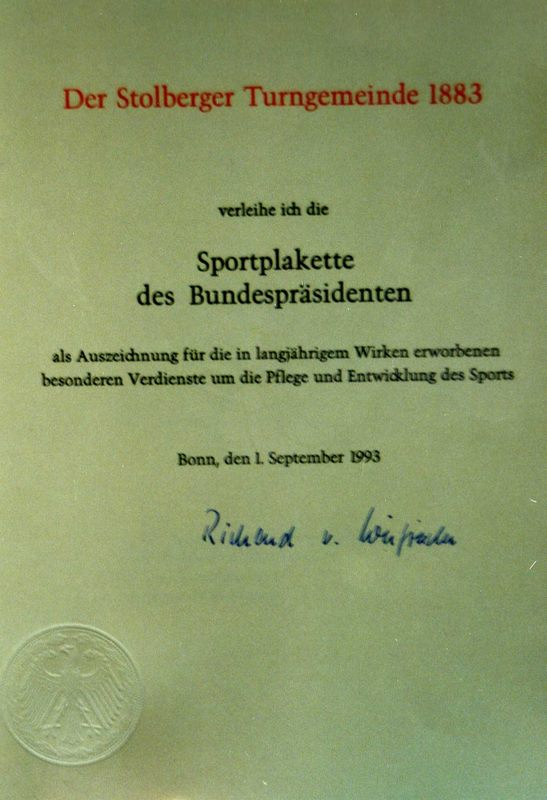 Der Stolberger Turngemeinde 1883
verleihe ich die
Sportplakette
des Bundespräsidenten
als Auszeichnung für die in langjährigem Wirken erworbenen
besonderen Verdienste um die Pflege und Entwicklung des Sports
Bonn, den 1. September 1993
Richard v. Weizsäcker